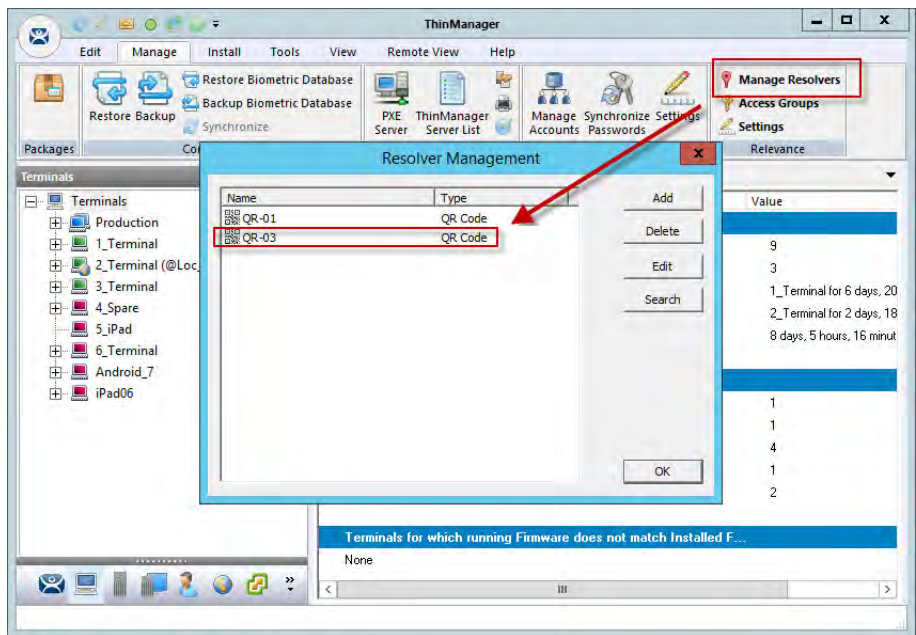 ThinManager
Edit Manage Install Tools View Remote View Help
Restore Biometric Database
Backup Biometric Database
Synchronize
Restore Backup
PXE Server
ThinManager Server List
Manage Accounts
Synchronize Passwords
Settings
Manage Resolvers
Access Groups
Settings
Packages
Co
Relevance
Resolver Management
X
Name Type
QR-01 QR Code
QR-03 QR Code
Add
Delete
Edit
Search
OK
Terminals
Terminals
Production
1_Terminal
2_Terminal (@Loc_
3_Terminal
4_Spare
5_iPad
6_Terminal
Android_7
iPad06
Value
9
3
1_Terminal for 6 days, 20
2_Terminal for 2 days, 18
8 days, 5 hours, 16 minut
1
1
4
1
2
Terminals for which running Firmware does not match Installed F...
None